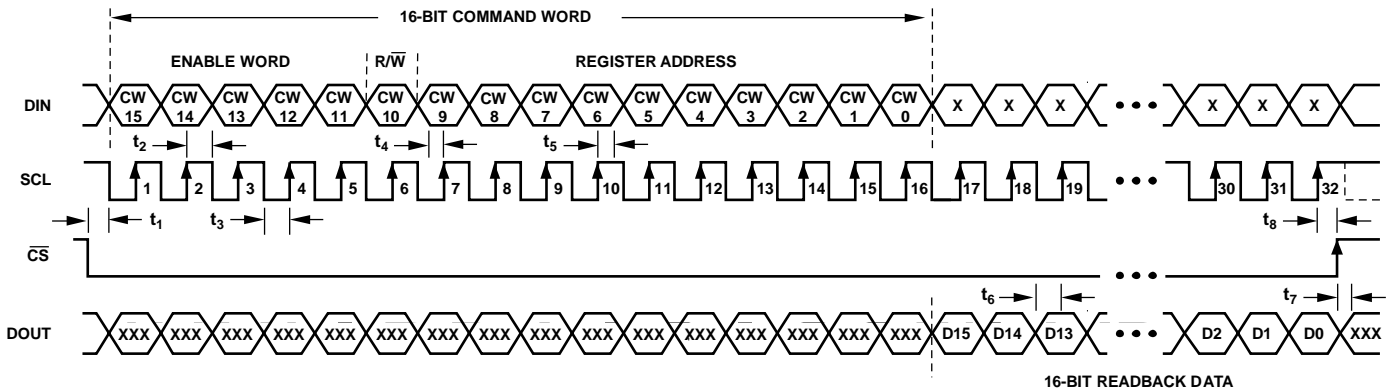 16-BIT COMMAND WORD
ENABLE WORD R/W̅ REGISTER ADDRESS
DIN CW 15 CW 14 CW 13 CW 12 CW 11 CW 10 CW 9 CW 8 CW 7 CW 6 CW 5 CW 4 CW 3 CW 2 CW 1 CW 0 X X X ••• X X X
t2 t4 t5
SCL 1 2 3 4 5 6 7 8 9 10 11 12 13 14 15 16 17 18 19 ••• 30 31 32
t1 t3 t8
C̅S̅ •••
t6 t7
DOUT XXX XXX XXX XXX XXX XXX XXX XXX XXX XXX XXX XXX XXX XXX XXX XXX D15 D14 D13 ••• D2 D1 D0 XXX
16-BIT READBACK DATA